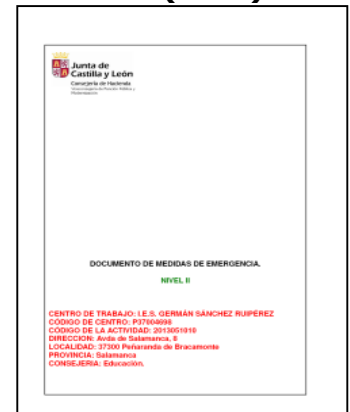 Junta de
Castilla y León
Consejería de Hacienda
DOCUMENTO DE MEDIDAS DE EMERGENCIA.
NIVEL II
CENTRO DE TRABAJO: I.E.S. GERMÁN SÁNCHEZ RUIPÉREZ
CÓDIGO DE CENTRO: P37004698
CÓDIGO DE LA ACTIVIDAD: 2013051010
DIRECCION: Avda de Salamanca, 8
LOCALIDAD: 37300 Peñaranda de Bracamonte
PROVINCIA: Salamanca
CONSEJERIA: Educación.